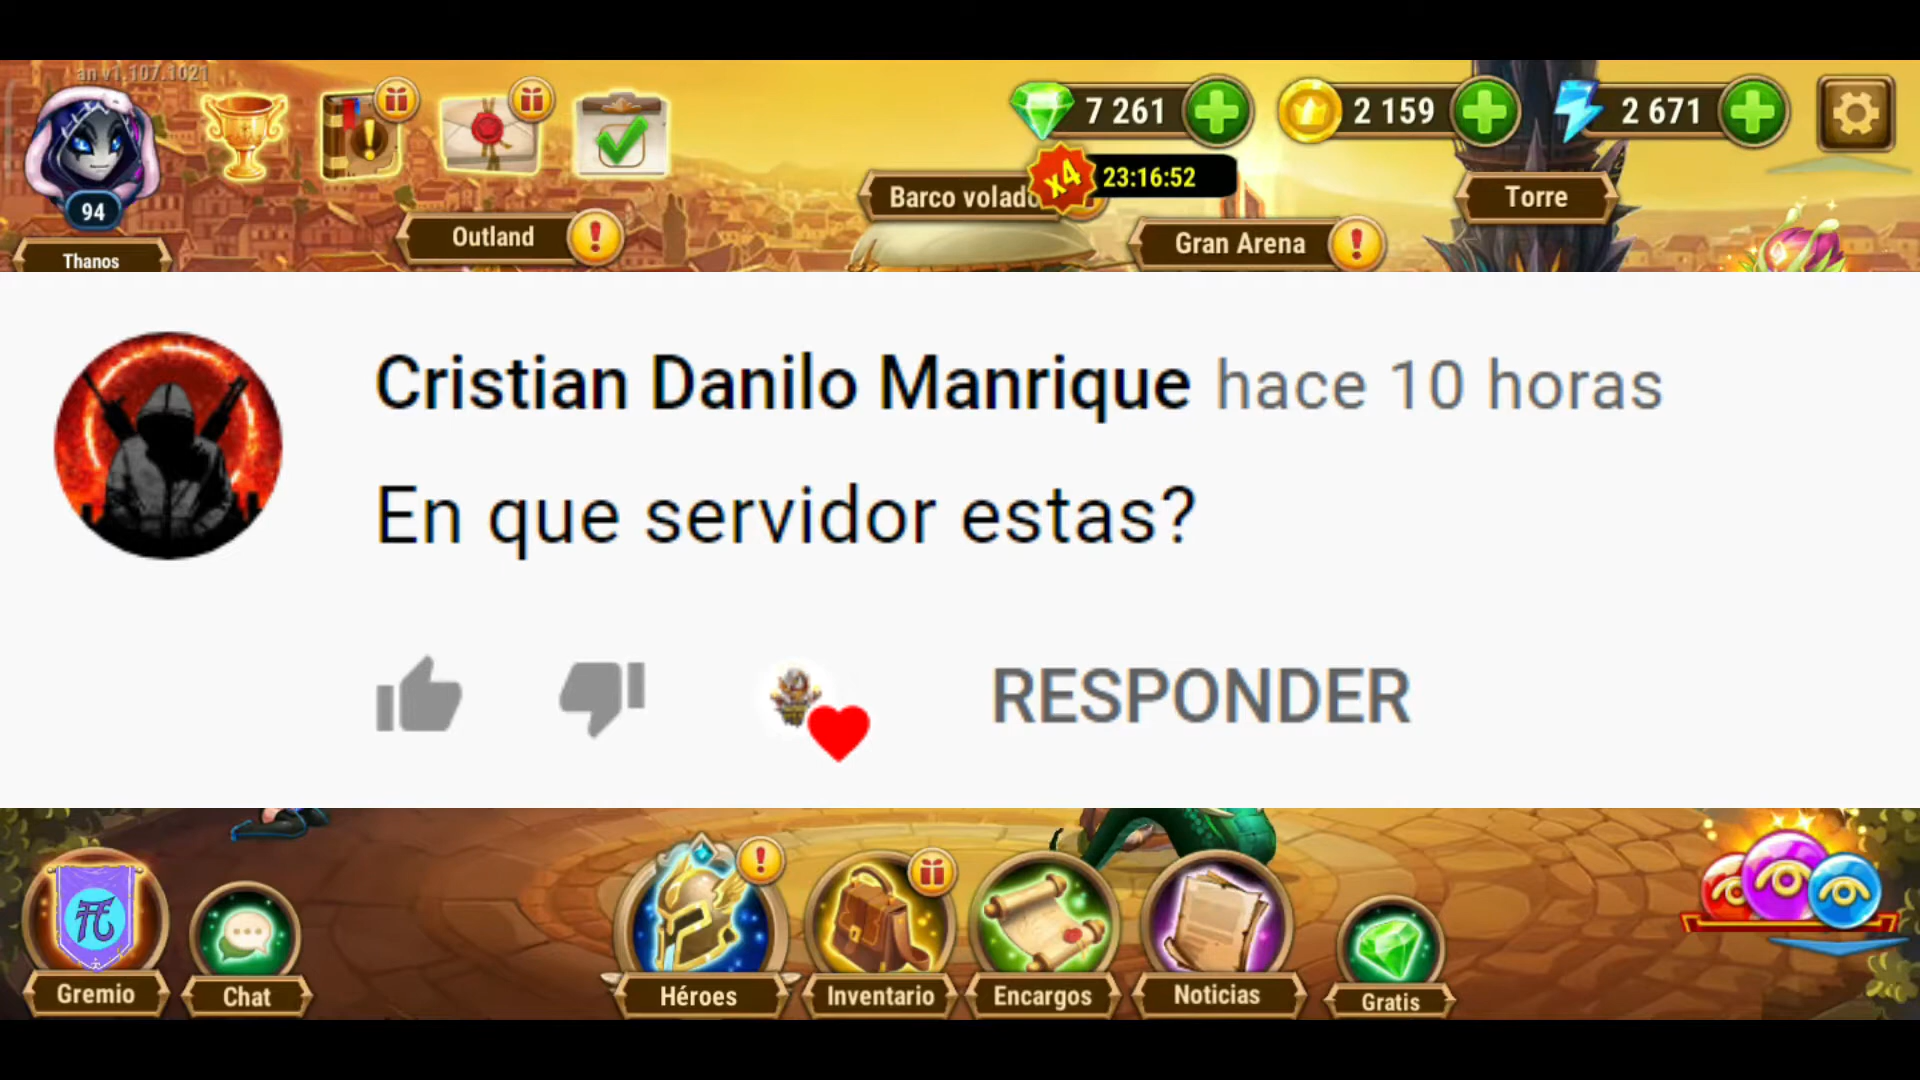 an v1.107.1021
7 261
2 159
2 671
x4
23:16:52
94
Thanos
Outland
Barco volado
Gran Arena
Torre
Cristian Danilo Manrique hace 10 horas
En que servidor estas?
RESPONDER
Gremio
Chat
Héroes
Inventario
Encargos
Noticias
Gratis